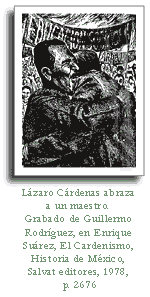 Lázaro Cárdenas abraza
a un maestro.
Grabado de Guillermo
Rodríguez, en Enrique
Suárez, El Cardenismo,
Historia de México,
Salvat editores, 1978,
p. 2676